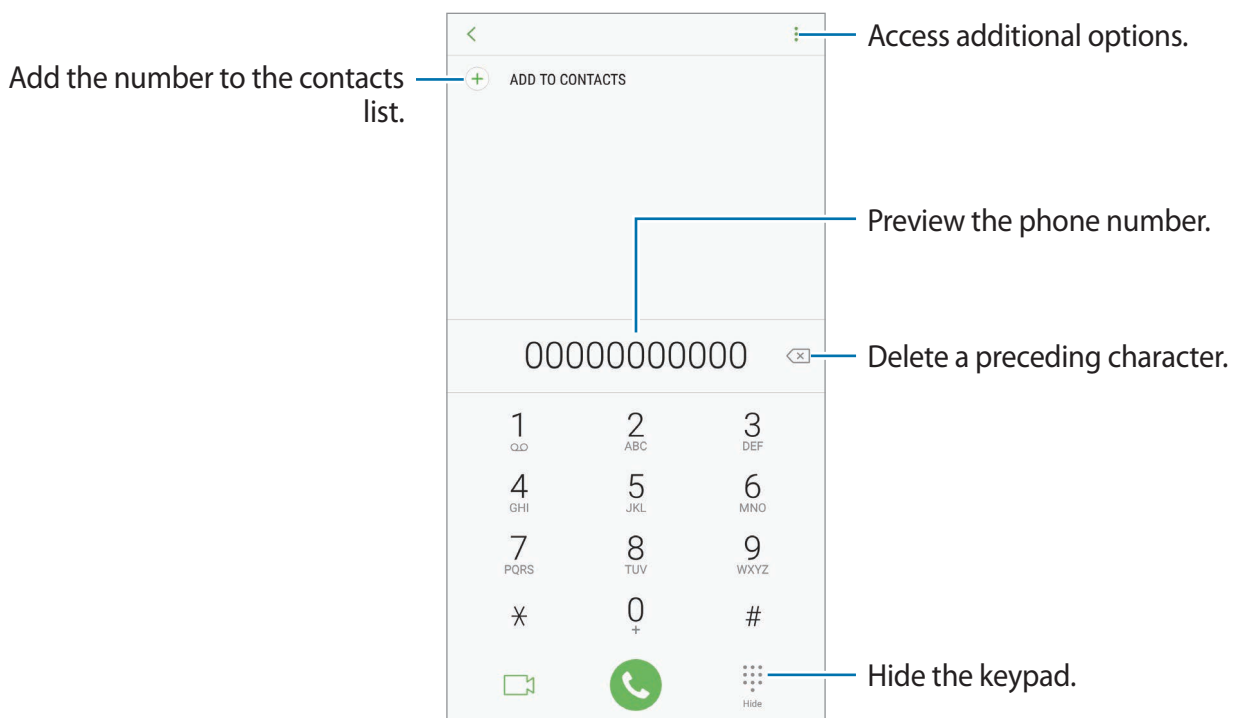 Access additional options.
Add the number to the contacts
list.
ADD TO CONTACTS
Preview the phone number.
00000000000
Delete a preceding character.
1 2 3
ABC DEF
4 5 6
GHI JKL MNO
7 8 9
PQRS TUV WXYZ
* 0 #
+
Hide the keypad.
Hide